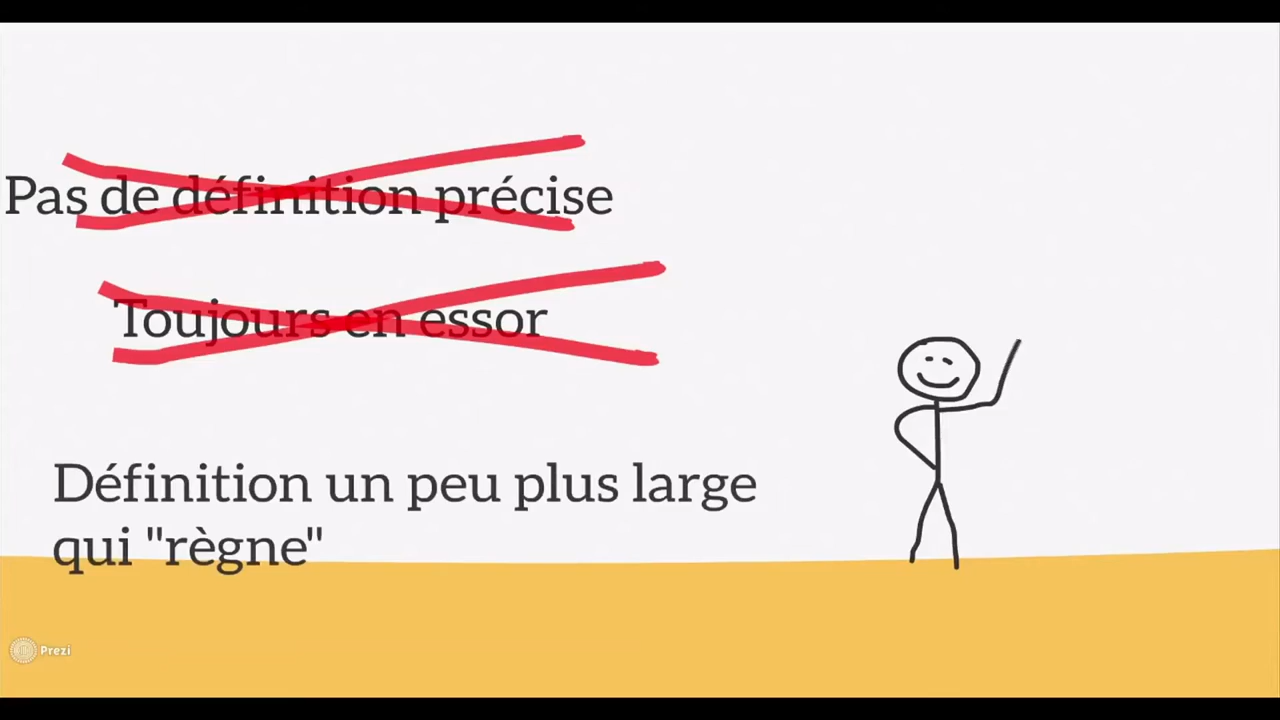 Pas de définition précise
Toujours en essor
Définition un peu plus large
qui "règne"
Prezi